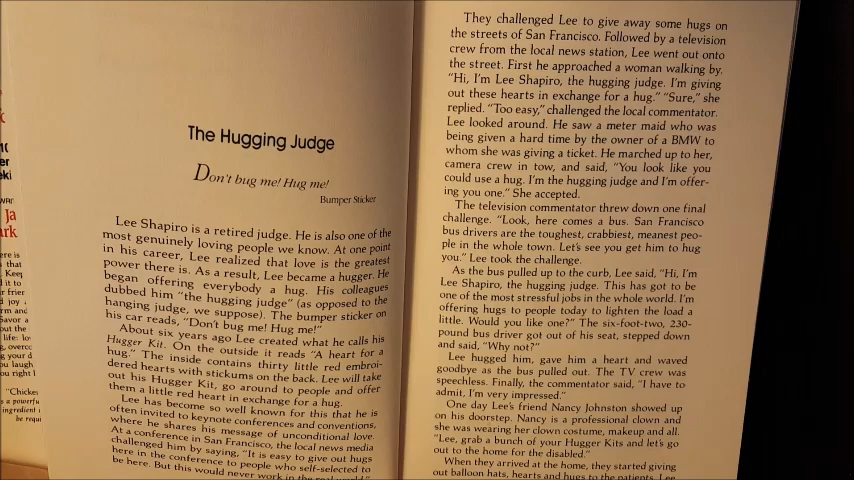 The Hugging Judge
Don't bug me! Hug me!
Bumper Sticker
Lee Shapiro is a retired judge. He is also one of the
most genuinely loving people we know. At one point
in his career, Lee realized that love is the greatest
power there is. As a result, Lee became a hugger. He
began offering everybody a hug. His colleagues
dubbed him "the hugging judge" (as opposed to the
hanging judge, we suppose). The bumper sticker on
his car reads, "Don't bug me! Hug me!"
About six years ago Lee created what he calls his
Hugger Kit. On the outside it reads "A heart for a
hug." The inside contains thirty little red embroi-
dered hearts with stickums on the back. Lee will take
out his Hugger Kit, go around to people and offer
them a little red heart in exchange for a hug.
Lee has become so well known for this that he is
often invited to keynote conferences and conventions,
where he shares his message of unconditional love.
At a conference in San Francisco, the local news media
challenged him by saying, "It is easy to give out hugs
here in the conference to people who self-selected to
be here. But this would never work in the real world."
They challenged Lee to give away some hugs on
the streets of San Francisco. Followed by a television
crew from the local news station, Lee went out onto
the street. First he approached a woman walking by.
"Hi, I'm Lee Shapiro, the hugging judge. I'm giving
out these hearts in exchange for a hug." "Sure," she
replied. "Too easy," challenged the local commentator.
Lee looked around. He saw a meter maid who was
being given a hard time by the owner of a BMW to
whom she was giving a ticket. He marched up to her,
camera crew in tow, and said, "You look like you
could use a hug. I'm the hugging judge and I'm offer-
ing you one." She accepted.
The television commentator threw down one final
challenge. "Look, here comes a bus. San Francisco
bus drivers are the toughest, crabbiest, meanest peo-
ple in the whole town. Let's see you get him to hug
you." Lee took the challenge.
As the bus pulled up to the curb, Lee said, "Hi, I'm
Lee Shapiro, the hugging judge. This has got to be
one of the most stressful jobs in the whole world. I'm
offering hugs to people today to lighten the load a
little. Would you like one?" The six-foot-two, 230-
pound bus driver got out of his seat, stepped down
and said, "Why not?"
Lee hugged him, gave him a heart and waved
goodbye as the bus pulled out. The TV crew was
speechless. Finally, the commentator said, "I have to
admit, I'm very impressed."
One day Lee's friend Nancy Johnston showed up
on his doorstep. Nancy is a professional clown and
she was wearing her clown costume, makeup and all.
"Lee, grab a bunch of your Hugger Kits and let's go
out to the home for the disabled."
When they arrived at the home, they started giving
out balloon hats, hearts and hugs to the patients. Lee